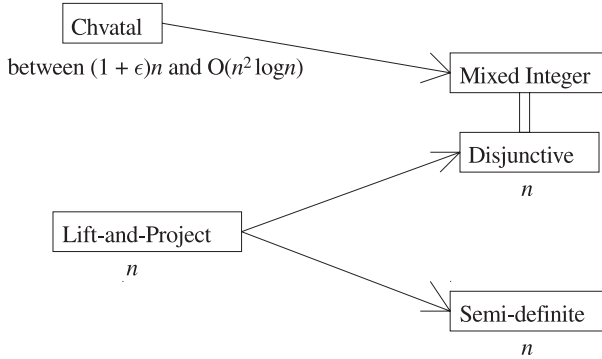 Chvatal
between (1 + ϵ)n and O(n² logn)
Mixed Integer
Disjunctive
n
Lift-and-Project
n
Semi-definite
n